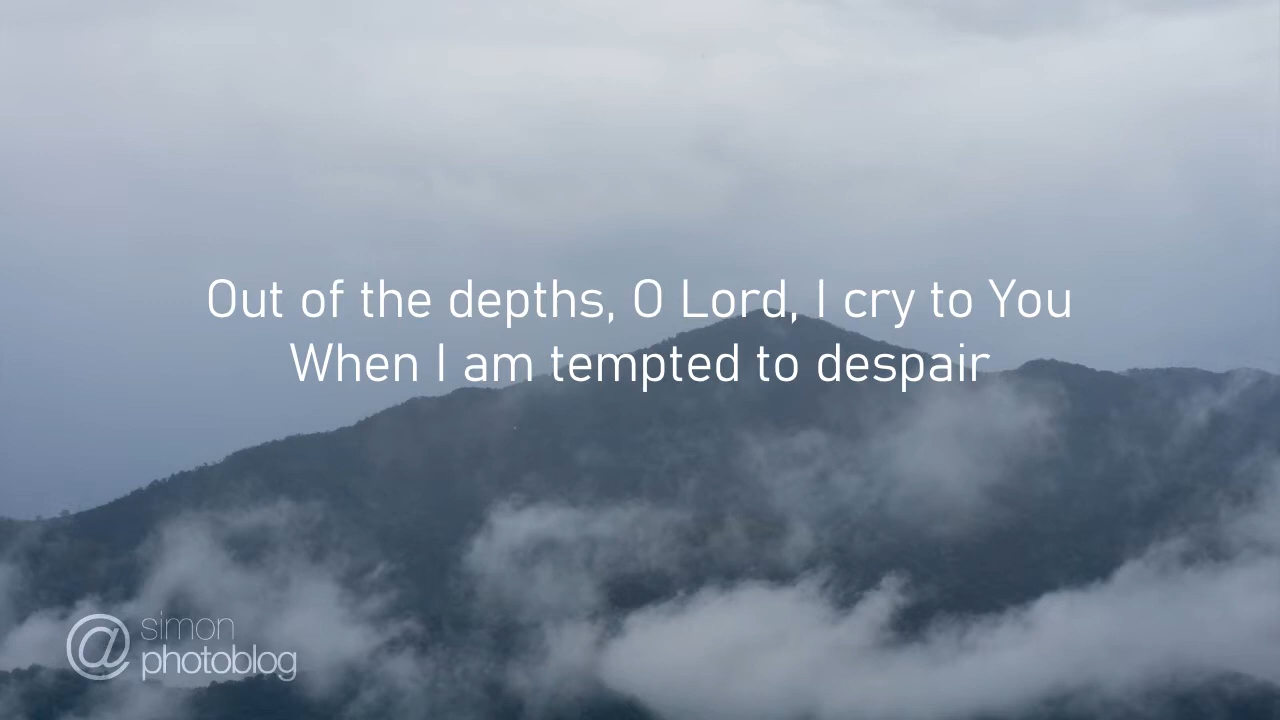 Out of the depths, O Lord, I cry to You
When I am tempted to despair
@simon
photoblog